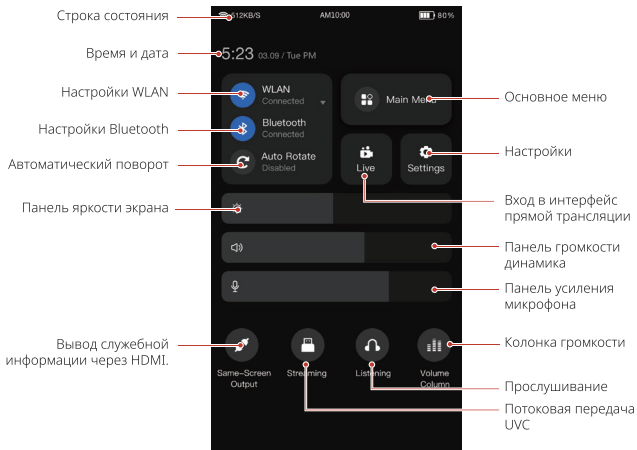 Строка состояния
512KB/S
AM10:00
80%
Время и дата
5:23 03.09 / Tue PM
Настройки WLAN
WLAN
Connected
Main Menu
Основное меню
Настройки Bluetooth
Bluetooth
Connected
Автоматический поворот
Auto Rotate
Disabled
Live
Settings
Настройки
Вход в интерфейс
прямой трансляции
Панель яркости экрана
Панель громкости
динамика
Панель усиления
микрофона
Вывод служебной
информации через HDMI.
Колонка громкости
Same-Screen
Output
Streaming
Listening
Volume
Column
Прослушивание
Потоковая передача
UVC